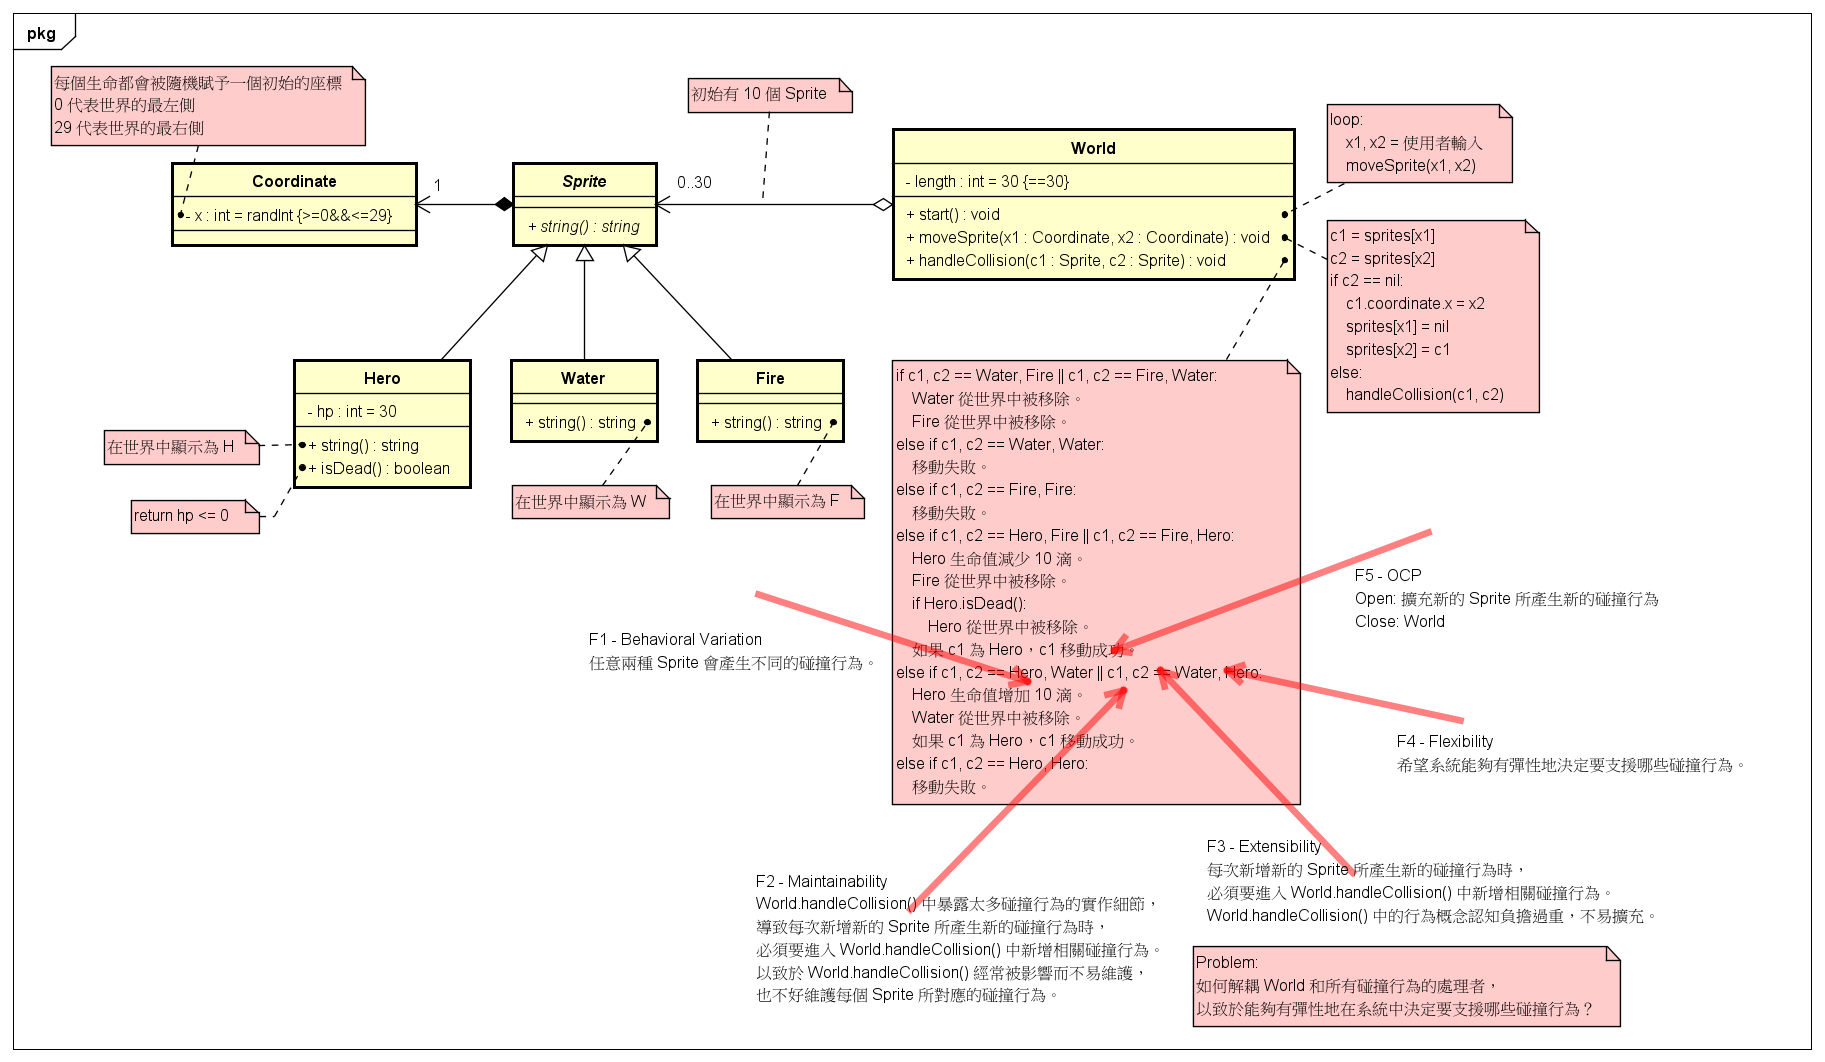 pkg
每個生命都會被隨機賦予一個初始的座標
0 代表世界的最左側
29 代表世界的最右側
初始有 10 個 Sprite
loop:
x1, x2 = 使用者輸入
moveSprite(x1, x2)
Coordinate
- x : int = randInt {>=0&&<=29}
1
Sprite
+ string() : string
0..30
World
- length : int = 30 {==30}
+ start() : void
+ moveSprite(x1 : Coordinate, x2 : Coordinate) : void
+ handleCollision(c1 : Sprite, c2 : Sprite) : void
c1 = sprites[x1]
c2 = sprites[x2]
if c2 == nil:
c1.coordinate.x = x2
sprites[x1] = nil
sprites[x2] = c1
else:
handleCollision(c1, c2)
Hero
- hp : int = 30
+ string() : string
+ isDead() : boolean
Water
+ string() : string
Fire
+ string() : string
在世界中顯示為 H
return hp <= 0
在世界中顯示為 W
在世界中顯示為 F
if c1, c2 == Water, Fire || c1, c2 == Fire, Water:
Water 從世界中被移除。
Fire 從世界中被移除。
else if c1, c2 == Water, Water:
移動失敗。
else if c1, c2 == Fire, Fire:
移動失敗。
else if c1, c2 == Hero, Fire || c1, c2 == Fire, Hero:
Hero 生命值減少 10 滴。
Fire 從世界中被移除。
if Hero.isDead():
Hero 從世界中被移除。
如果 c1 為 Hero，c1 移動成功。
else if c1, c2 == Hero, Water || c1, c2 == Water, Hero:
Hero 生命值增加 10 滴。
Water 從世界中被移除。
如果 c1 為 Hero，c1 移動成功。
else if c1, c2 == Hero, Hero:
移動失敗。
F1 - Behavioral Variation
任意兩種 Sprite 會產生不同的碰撞行為。
F5 - OCP
Open: 擴充新的 Sprite 所產生新的碰撞行為
Close: World
F4 - Flexibility
希望系統能夠有彈性地決定要支援哪些碰撞行為。
F2 - Maintainability
World.handleCollision() 中暴露太多碰撞行為的實作細節，
導致每次新增新的 Sprite 所產生新的碰撞行為時，
必須要進入 World.handleCollision() 中新增相關碰撞行為。
以致於 World.handleCollision() 經常被影響而不易維護，
也不好維護每個 Sprite 所對應的碰撞行為。
F3 - Extensibility
每次新增新的 Sprite 所產生新的碰撞行為時，
必須要進入 World.handleCollision() 中新增相關碰撞行為。
World.handleCollision() 中的行為概念認知負擔過重，不易擴充。
Problem:
如何解耦 World 和所有碰撞行為的處理者，
以致於能夠有彈性地在系統中決定要支援哪些碰撞行為？